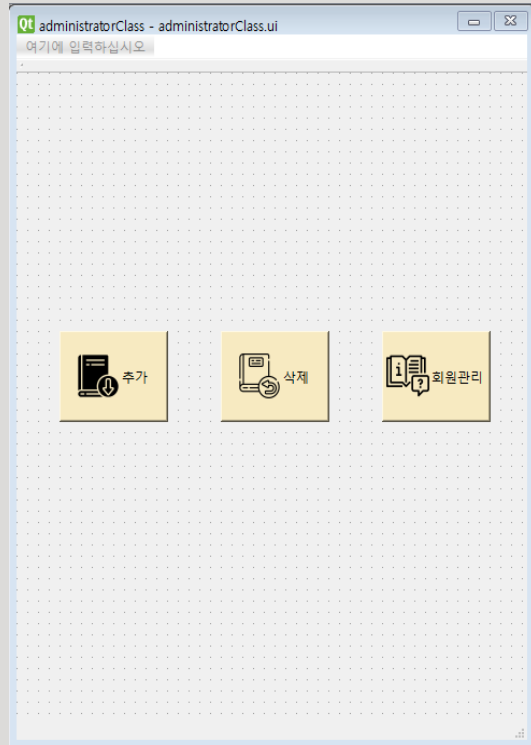 Qt administratorClass - administratorClass.ui
여기에 입력하십시오
추가
삭제
i ? 회원관리